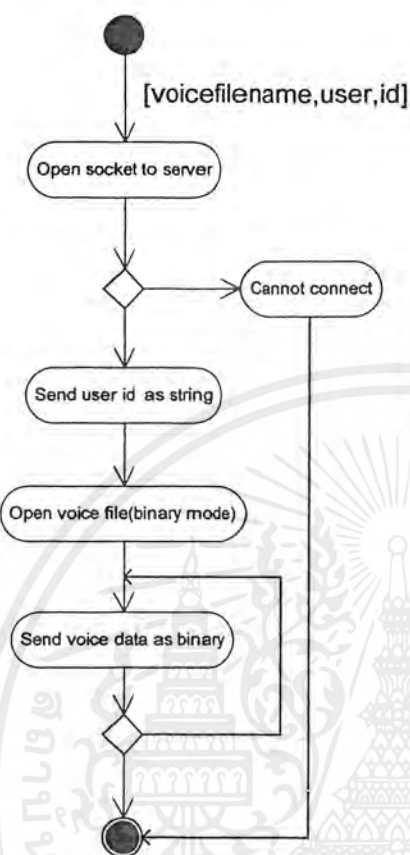 [voicefilename,user,id]
Open socket to server
Cannot connect
Send user id as string
Open voice file(binary mode)
Send voice data as binary